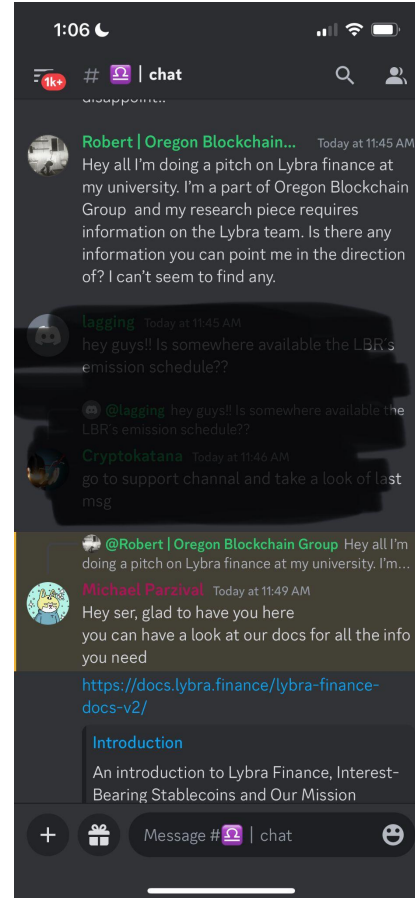 1:06
1k+
# ♎ | chat
disappoint..
Robert | Oregon Blockchain... Today at 11:45 AM
Hey all I'm doing a pitch on Lybra finance at
my university. I'm a part of Oregon Blockchain
Group and my research piece requires
information on the Lybra team. Is there any
information you can point me in the direction
of? I can't seem to find any.
lagging Today at 11:45 AM
hey guys!! Is somewhere available the LBR's
emission schedule??
@lagging hey guys!! Is somewhere available the
LBR's emission schedule??
Cryptokatana Today at 11:46 AM
go to support channal and take a look of last
msg
@Robert | Oregon Blockchain Group Hey all I'm
doing a pitch on Lybra finance at my university. I'm...
Michael Parzival Today at 11:49 AM
Hey ser, glad to have you here
you can have a look at our docs for all the info
you need
https://docs.lybra.finance/lybra-finance-
docs-v2/
Introduction
An introduction to Lybra Finance, Interest-
Bearing Stablecoins and Our Mission
Message #♎ | chat